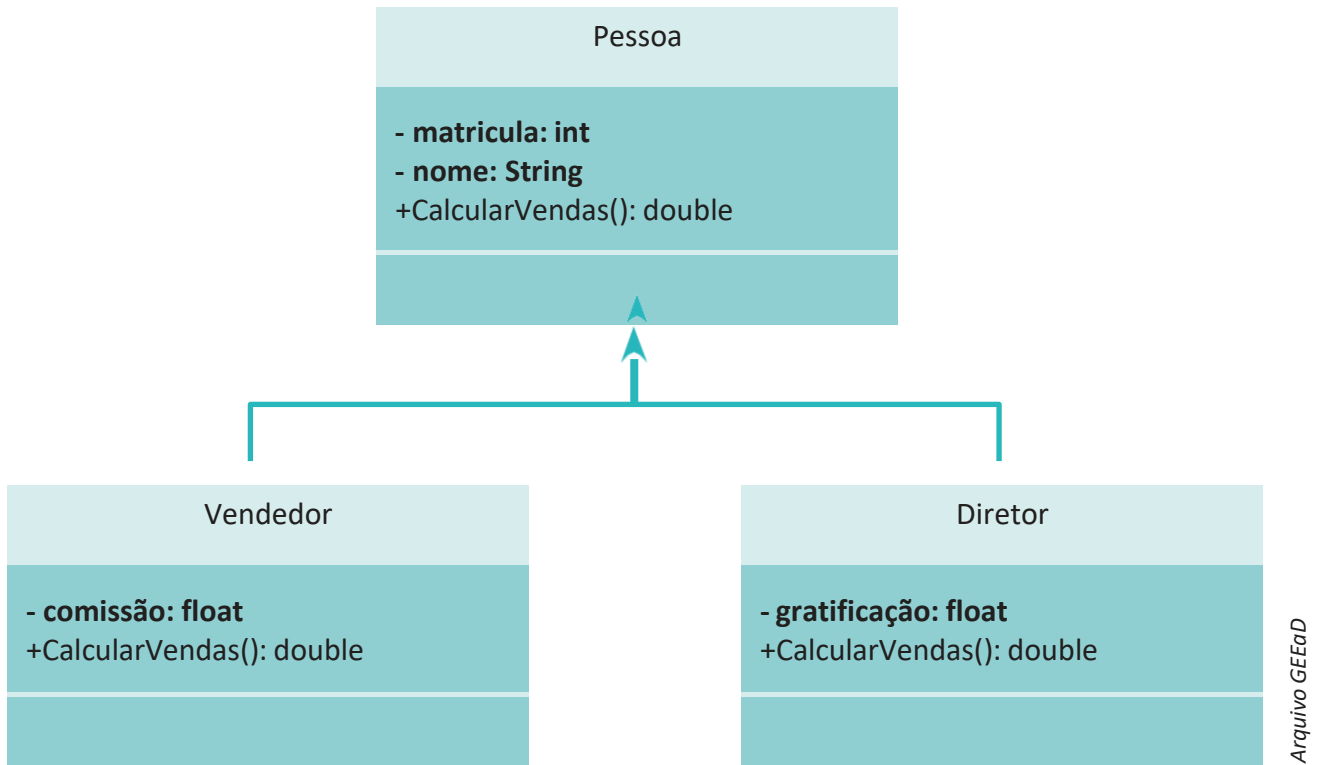 Pessoa
- matricula: int
- nome: String
+CalcularVendas(): double
Vendedor
- comissão: float
+CalcularVendas(): double
Diretor
- gratificação: float
+CalcularVendas(): double
Arquivo GEEaD